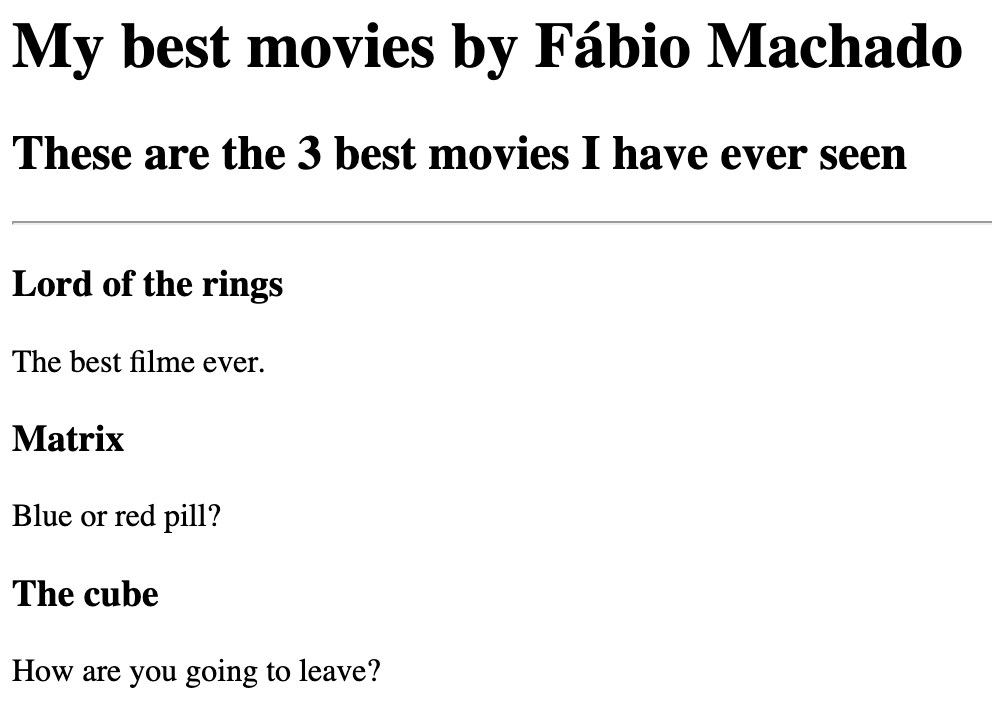 My best movies by Fábio Machado
These are the 3 best movies I have ever seen
Lord of the rings
The best filme ever.
Matrix
Blue or red pill?
The cube
How are you going to leave?